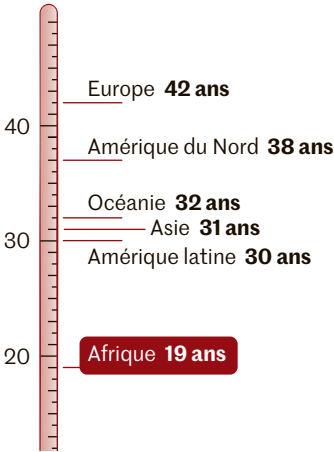 Europe 42 ans
40
Amérique du Nord 38 ans
Océanie 32 ans
Asie 31 ans
30
Amérique latine 30 ans
20
Afrique 19 ans